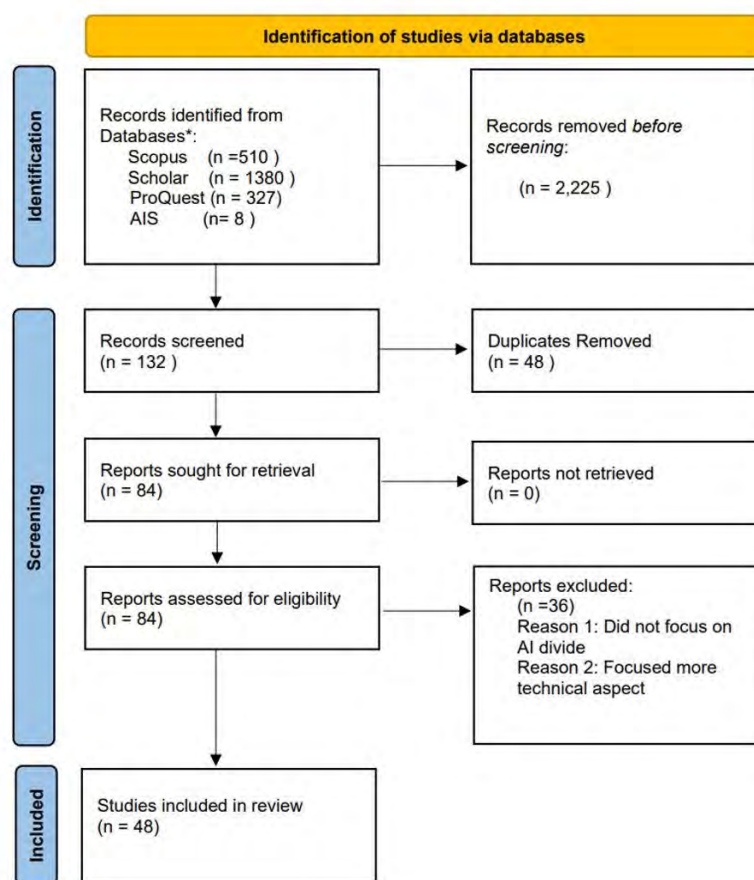 Identification of studies via databases
Identification
Records identified from
Databases*:
Scopus (n =510 )
Scholar (n = 1380 )
ProQuest (n = 327)
AIS (n= 8 )
Records removed before
screening:
(n = 2,225 )
Screening
Records screened
(n = 132 )
Duplicates Removed
(n = 48 )
Reports sought for retrieval
(n = 84)
Reports not retrieved
(n = 0)
Reports assessed for eligibility
(n = 84)
Reports excluded:
(n =36)
Reason 1: Did not focus on
AI divide
Reason 2: Focused more
technical aspect
Included
Studies included in review
(n = 48)